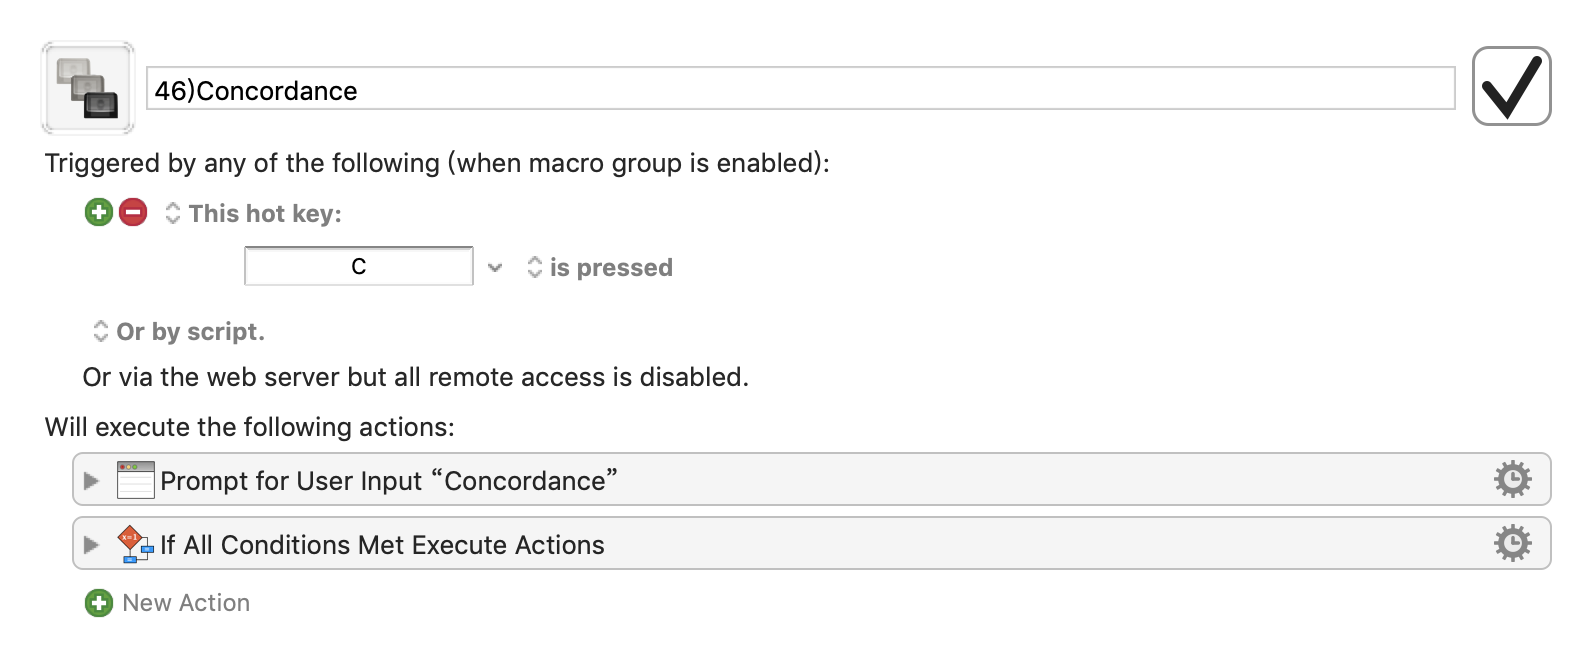 46)Concordance
Triggered by any of the following (when macro group is enabled):
This hot key:
C
is pressed
Or by script.
Or via the web server but all remote access is disabled.
Will execute the following actions:
Prompt for User Input “Concordance”
x=1
If All Conditions Met Execute Actions
New Action